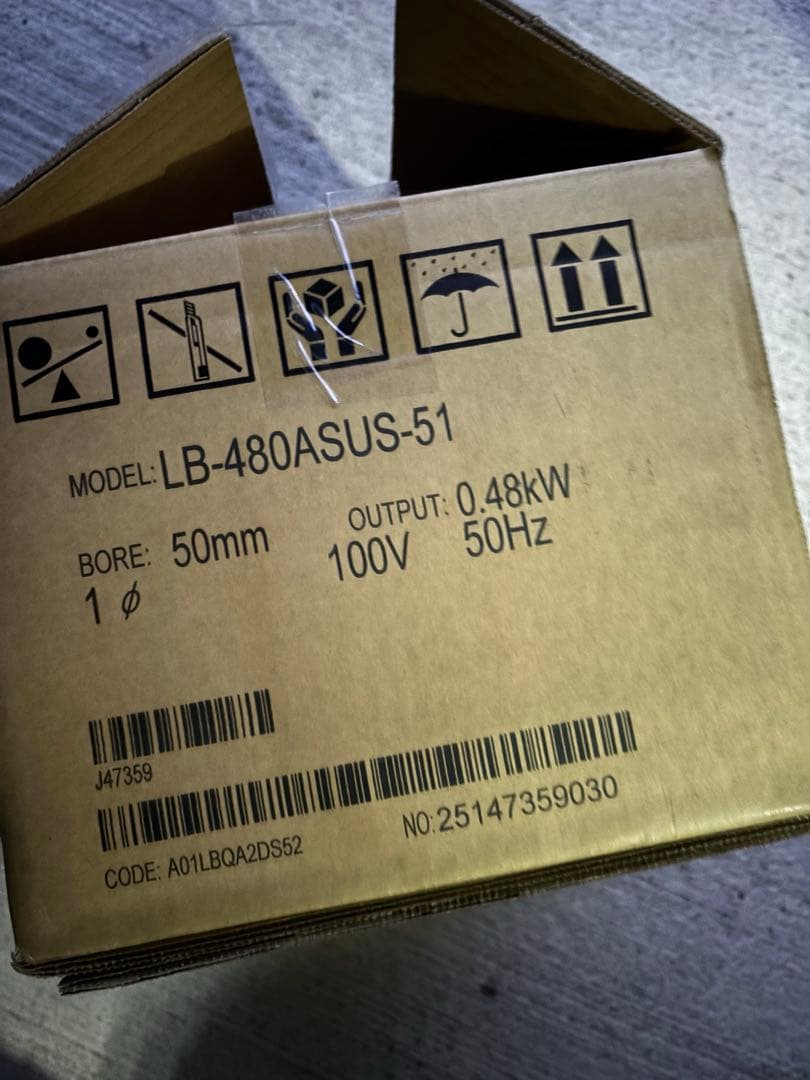 MODEL: LB-480ASUS-51
BORE: 50mm OUTPUT: 0.48kW
1 ⌀ 100V 50Hz
J47359
CODE: A01LBQA2DS52 NO: 25147359030